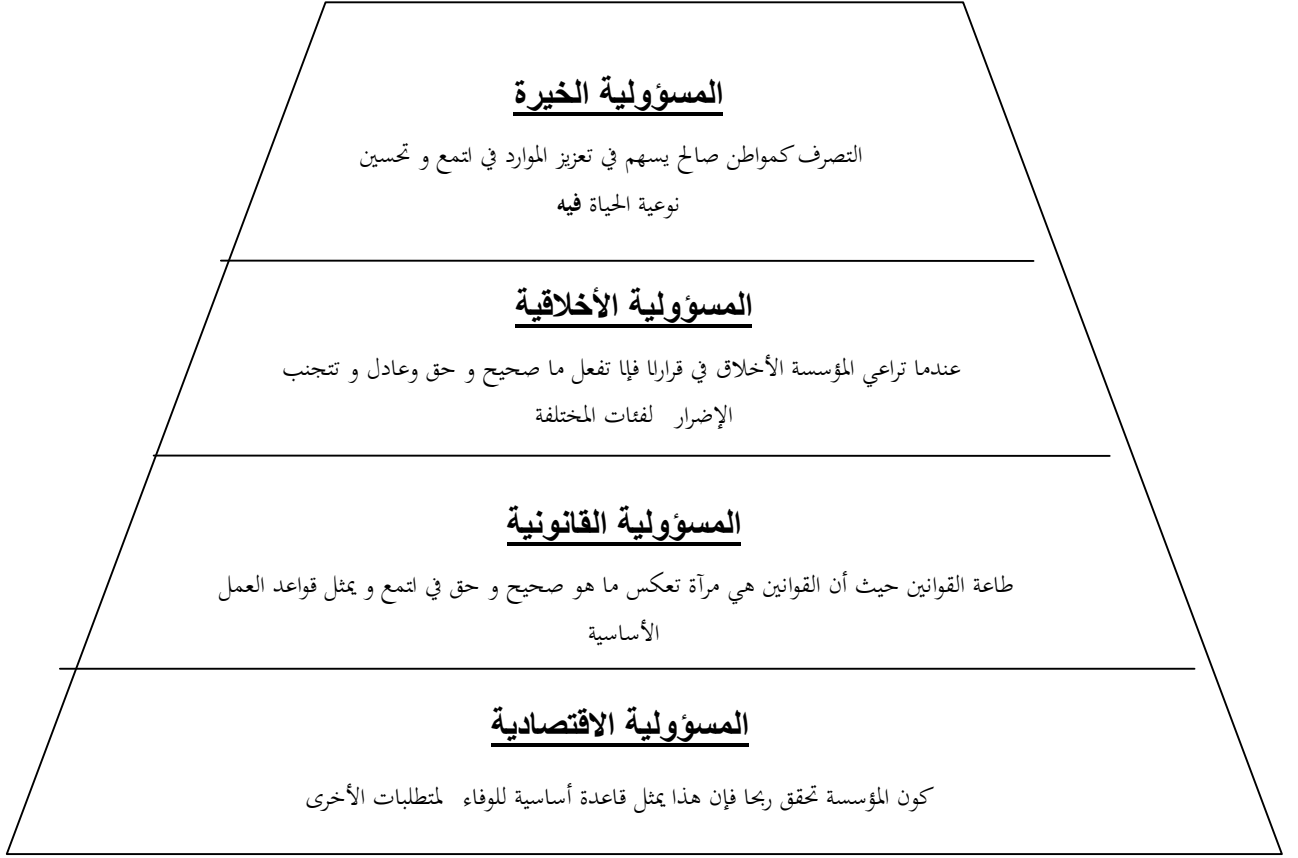 المسؤولية الخيرة
التصرف كمواطن صالح يسهم في تعزيز الموارد في اتمع و تحسين
نوعية الحياة فيه
المسؤولية الأخلاقية
عندما تراعي المؤسسة الأخلاق في قراراا فإا تفعل ما صحيح و حق وعادل و تتجنب
الإضرار لفئات المختلفة
المسؤولية القانونية
طاعة القوانين حيث أن القوانين هي مرآة تعكس ما هو صحيح و حق في اتمع و يمثل قواعد العمل
الأساسية
المسؤولية الاقتصادية
كون المؤسسة تحقق ربحا فإن هذا يمثل قاعدة أساسية للوفاء لمتطلبات الأخرى